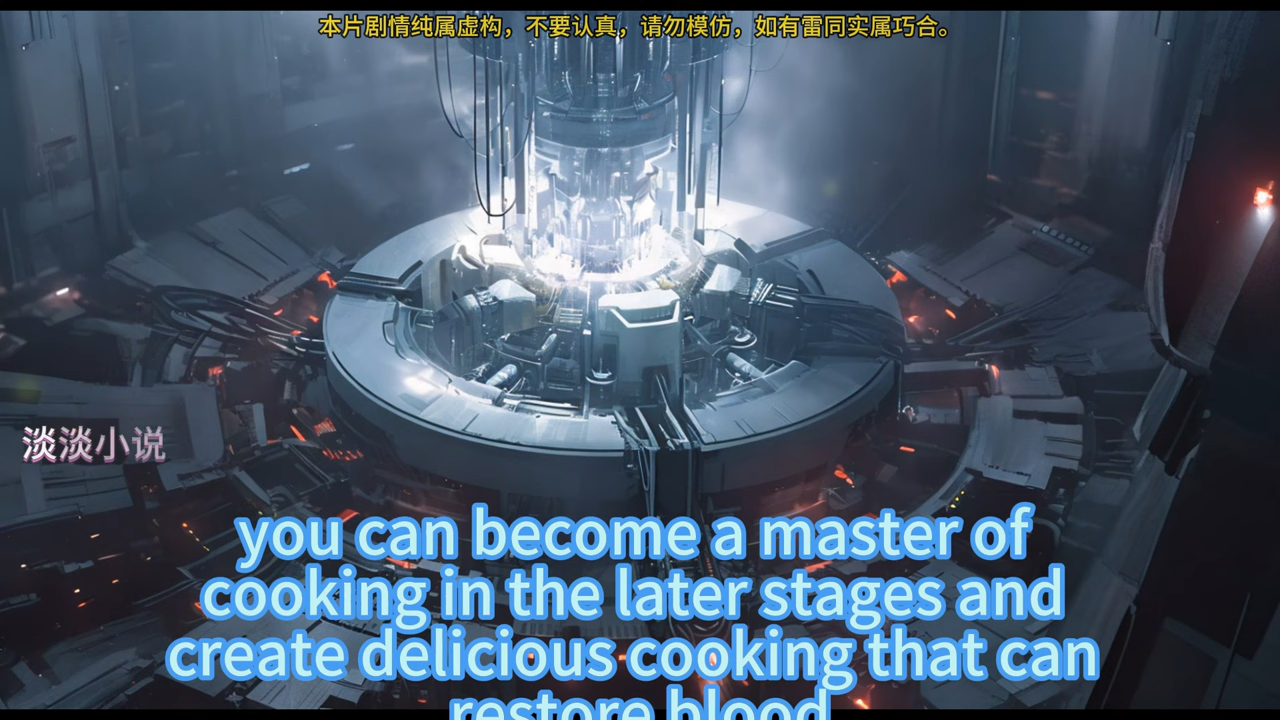 本片剧情纯属虚构，不要认真，请勿模仿，如有雷同实属巧合。
淡淡小说
you can become a master of
cooking in the later stages and
create delicious cooking that can
restore blood